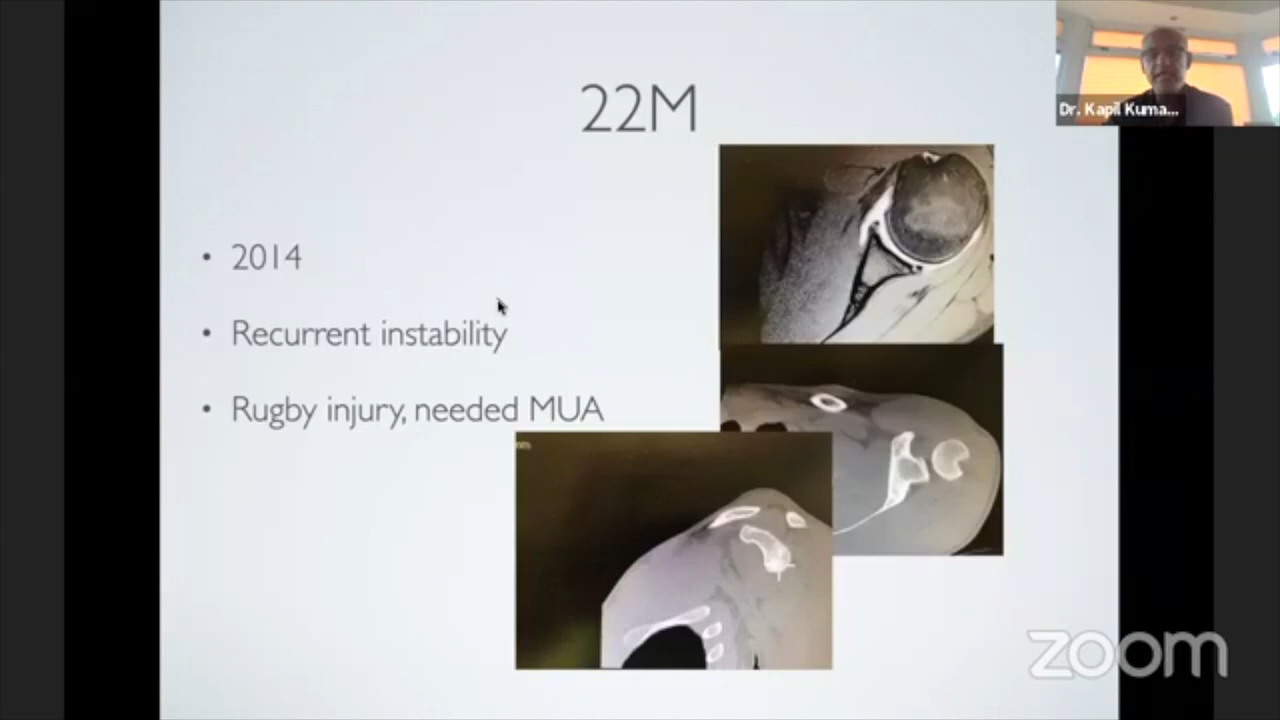 22M
Dr. Kapil Kuma...
• 2014
• Recurrent instability
• Rugby injury, needed MUA
zoom